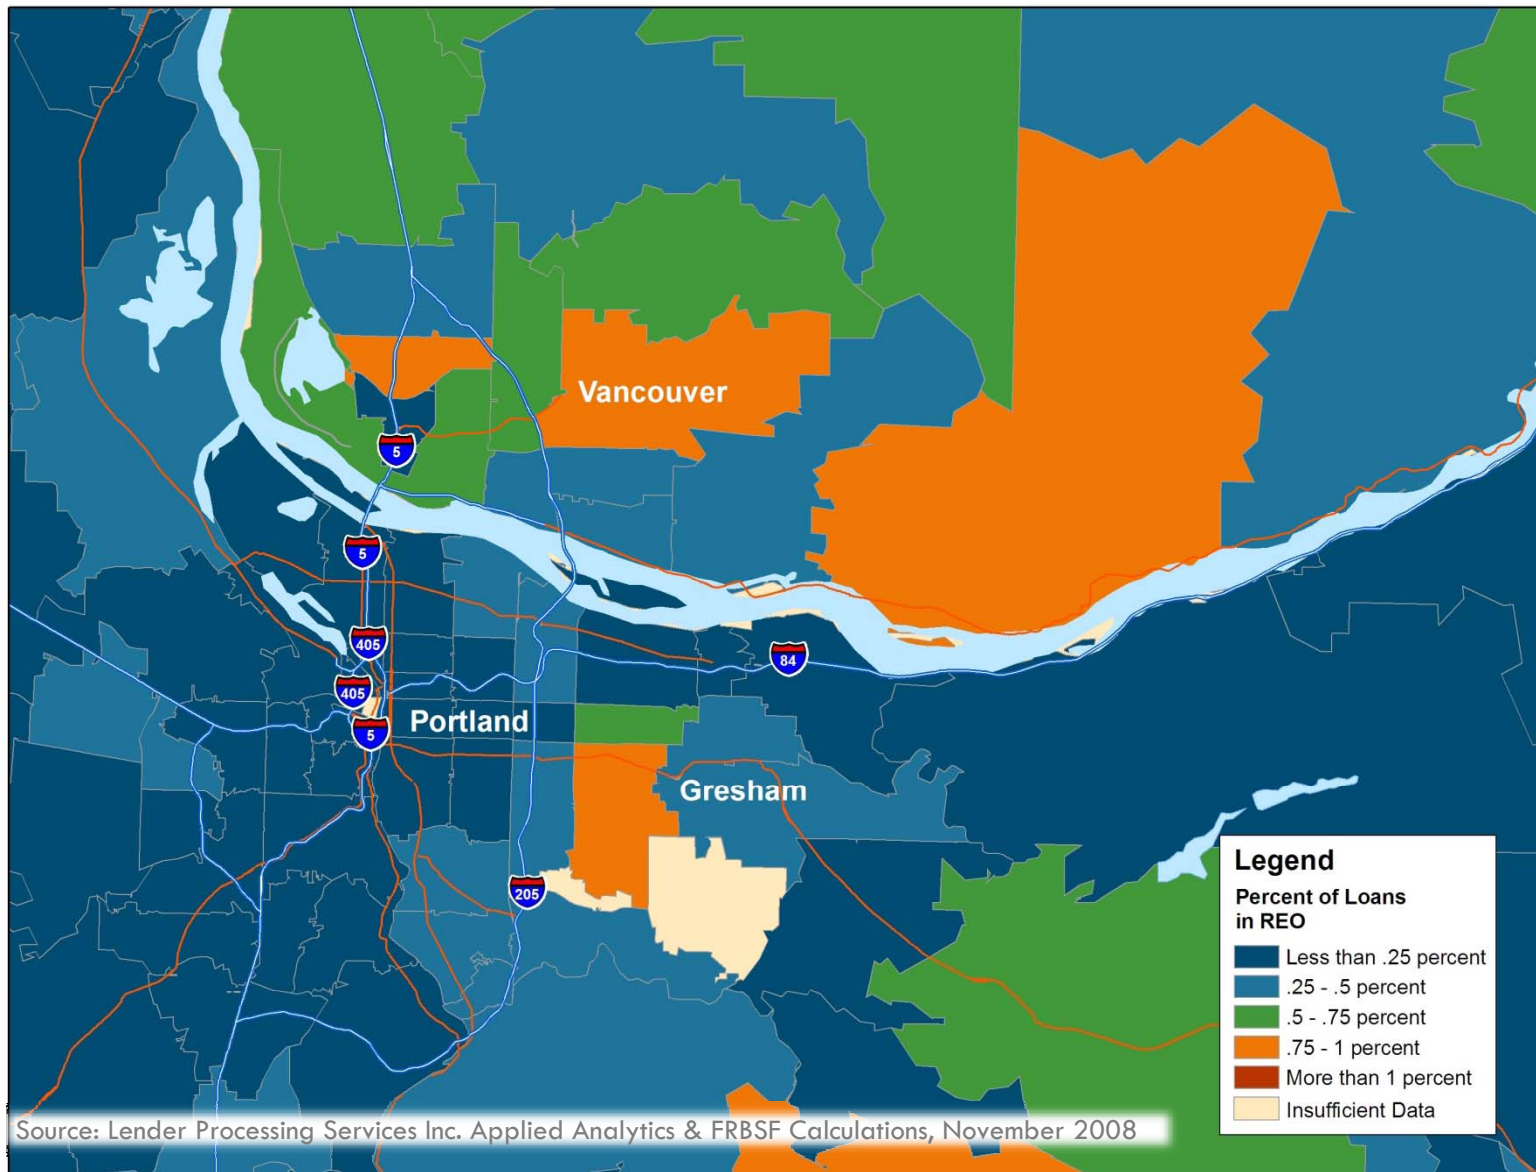 Vancouver
5
5
405
84
405
Portland
5
Gresham
205
Legend
Percent of Loans
in REO
Less than .25 percent
.25 - .5 percent
.5 - .75 percent
.75 - 1 percent
More than 1 percent
Insufficient Data
Source: Lender Processing Services Inc. Applied Analytics & FRBSF Calculations, November 2008